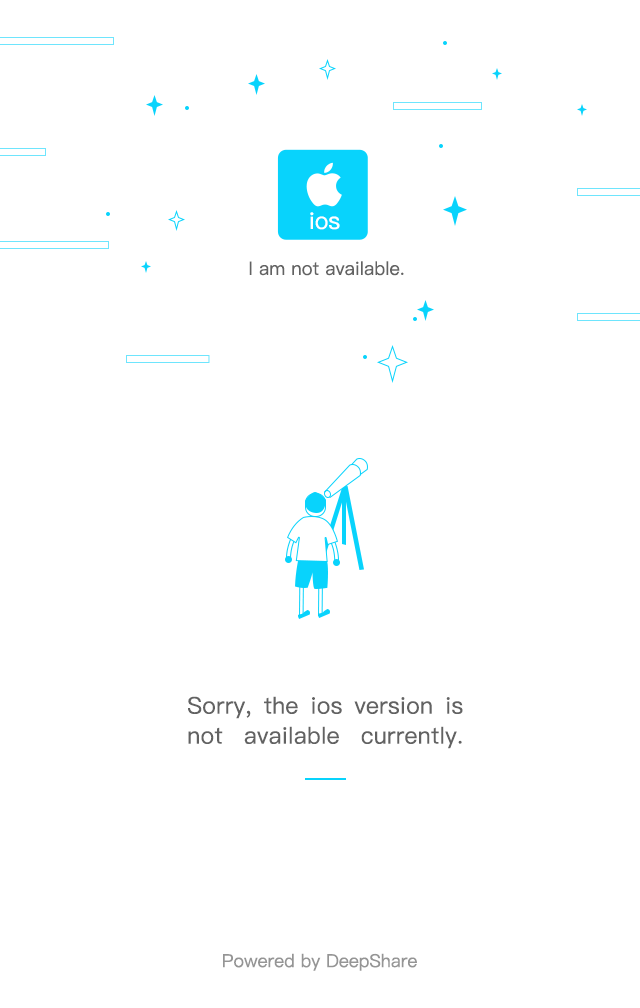 ios
I am not available.
Sorry, the ios version is
not available currently.
Powered by DeepShare